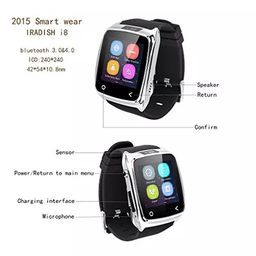 2015 Smart wear
IRADISH i8
bluetooth 3.0&4.0
lCD:240*240
42*54*10.8mm
Speaker
Return
Confirm
Sensor
Power/Return to main menu
Charging interface
Microphone